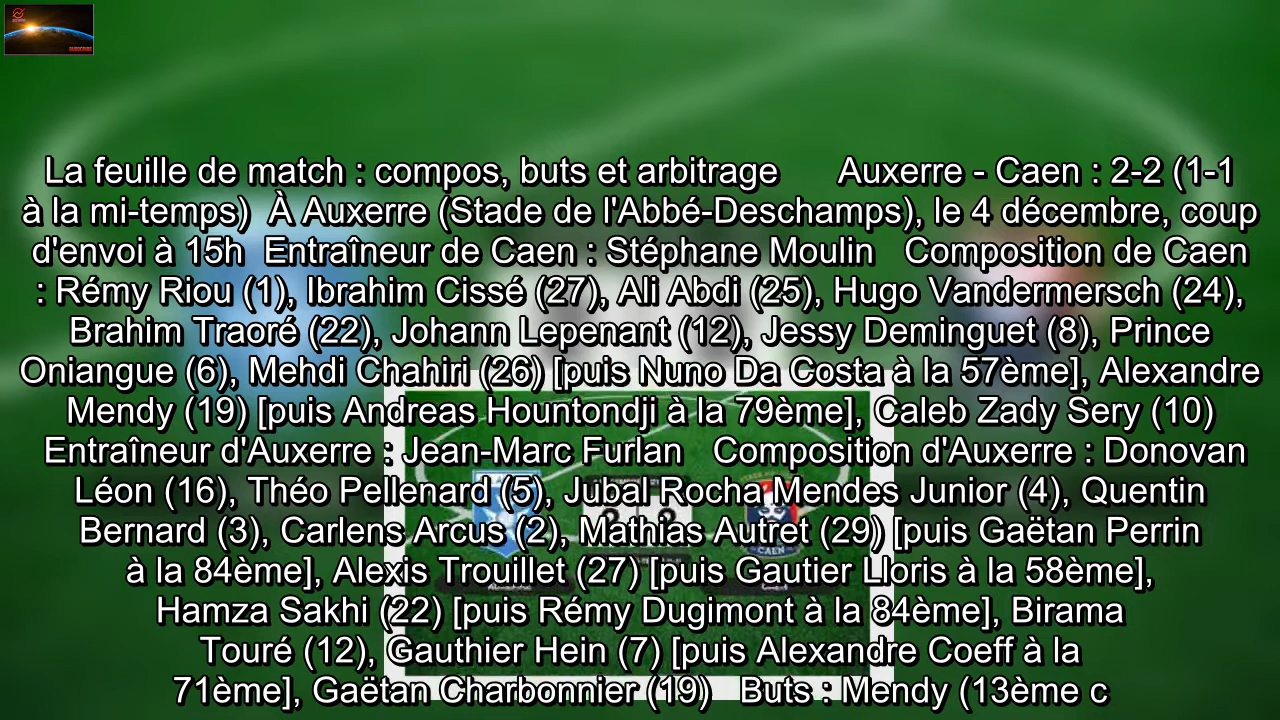 La feuille de match : compos, buts et arbitrage Auxerre - Caen : 2-2 (1-1
à la mi-temps) À Auxerre (Stade de l'Abbé-Deschamps), le 4 décembre, coup
d'envoi à 15h Entraîneur de Caen : Stéphane Moulin Composition de Caen
: Rémy Riou (1), Ibrahim Cissé (27), Ali Abdi (25), Hugo Vandermersch (24),
Brahim Traoré (22), Johann Lepenant (12), Jessy Deminguet (8), Prince
Oniangue (6), Mehdi Chahiri (26) [puis Nuno Da Costa à la 57ème], Alexandre
Mendy (19) [puis Andreas Hountondji à la 79ème], Caleb Zady Sery (10)
Entraîneur d'Auxerre : Jean-Marc Furlan Composition d'Auxerre : Donovan
Léon (16), Théo Pellenard (5), Jubal Rocha Mendes Junior (4), Quentin
Bernard (3), Carlens Arcus (2), Mathias Autret (29) [puis Gaëtan Perrin
à la 84ème], Alexis Trouillet (27) [puis Gautier Lloris à la 58ème],
Hamza Sakhi (22) [puis Rémy Dugimont à la 84ème], Birama
Touré (12), Gauthier Hein (7) [puis Alexandre Coeff à la
71ème], Gaëtan Charbonnier (19) Buts : Mendy (13ème c
CAEN